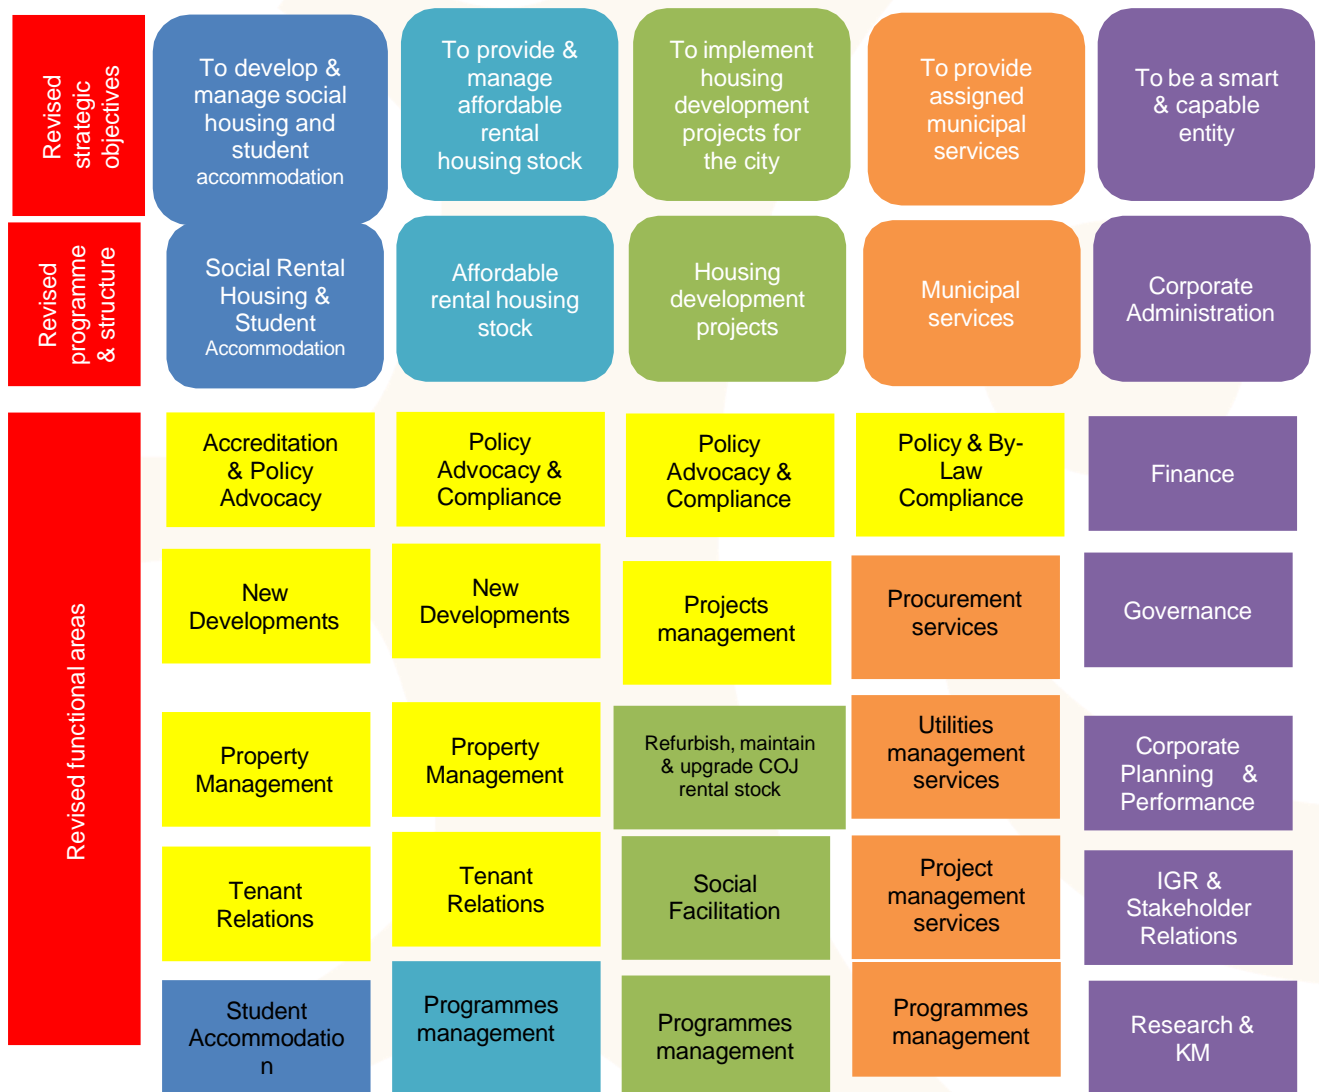 Revised
strategic
objectives
To develop &
manage social
housing and
student
accommodation
To provide &
manage
affordable
rental
housing stock
To implement
housing
development
projects for
the city
To provide
assigned
municipal
services
To be a smart
& capable
entity
Revised
programme
& structure
Social Rental
Housing &
Student
Accommodation
Affordable
rental housing
stock
Housing
development
projects
Municipal
services
Corporate
Administration
Revised functional areas
Accreditation
& Policy
Advocacy
Policy
Advocacy &
Compliance
Policy
Advocacy &
Compliance
Policy & By-
Law
Compliance
Finance
New
Developments
New
Developments
Projects
management
Procurement
services
Governance
Property
Management
Property
Management
Refurbish, maintain
& upgrade COJ
rental stock
Utilities
management
services
Corporate
Planning &
Performance
Tenant
Relations
Tenant
Relations
Social
Facilitation
Project
management
services
IGR &
Stakeholder
Relations
Student
Accommodatio
n
Programmes
management
Programmes
management
Programmes
management
Research &
KM